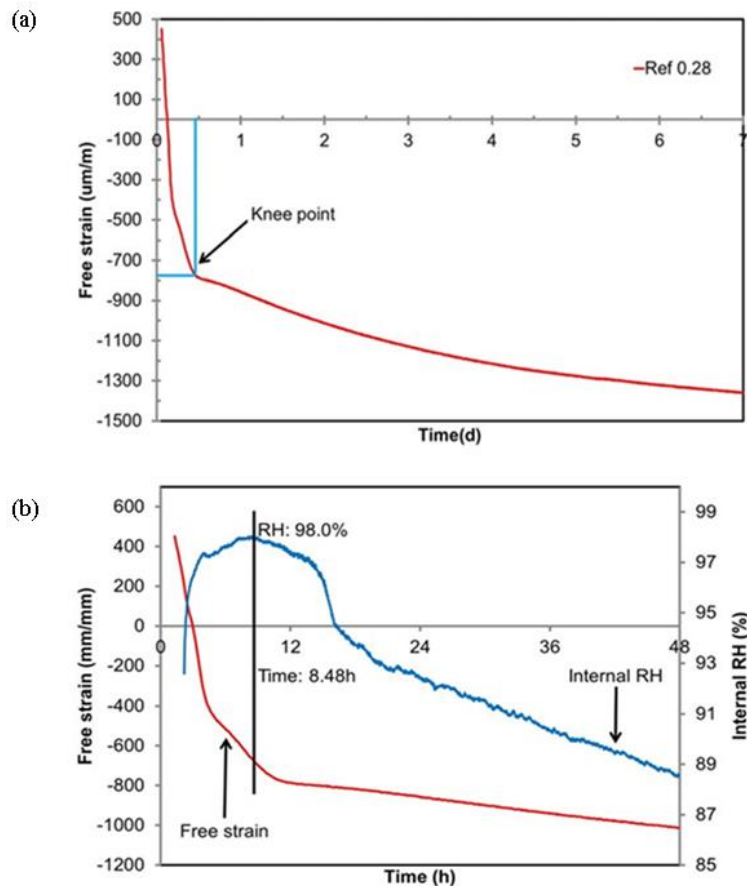 (a)
500
300
100
-100
-300
-500
-700
-900
-1100
-1300
-1500
0 1 2 3 4 5 6 7
Free strain (um/m)
Time(d)
Ref 0.28
Knee point
(b)
600
400
200
0
-200
-400
-600
-800
-1000
-1200
0 12 24 36 48
99
97
95
93
91
89
87
85
Free strain (mm/mm)
Internal RH (%)
Time (h)
RH: 98.0%
Time: 8.48h
Internal RH
Free strain